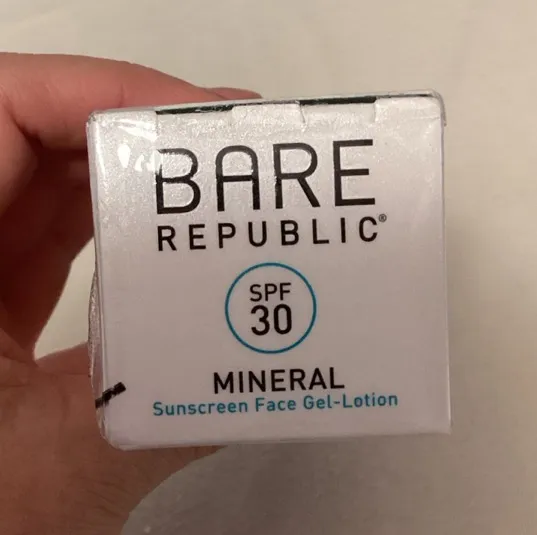 BARE
REPUBLIC®
SPF
30
MINERAL
Sunscreen Face Gel-Lotion